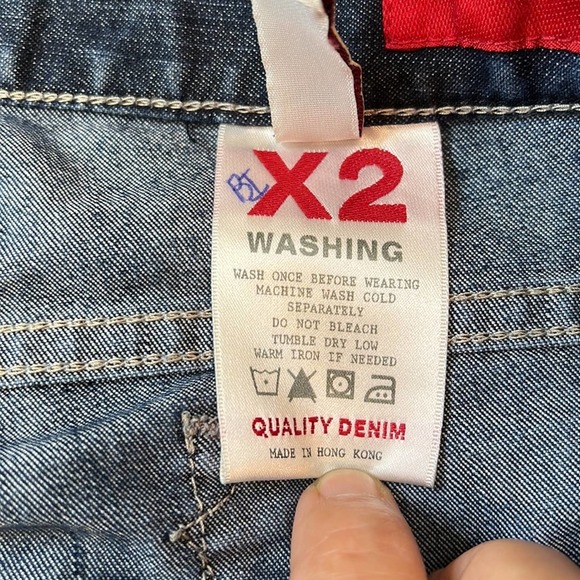 X2
WASHING
WASH ONCE BEFORE WEARING
MACHINE WASH COLD
SEPARATELY
DO NOT BLEACH
TUMBLE DRY LOW
WARM IRON IF NEEDED
QUALITY DENIM
MADE IN HONG KONG